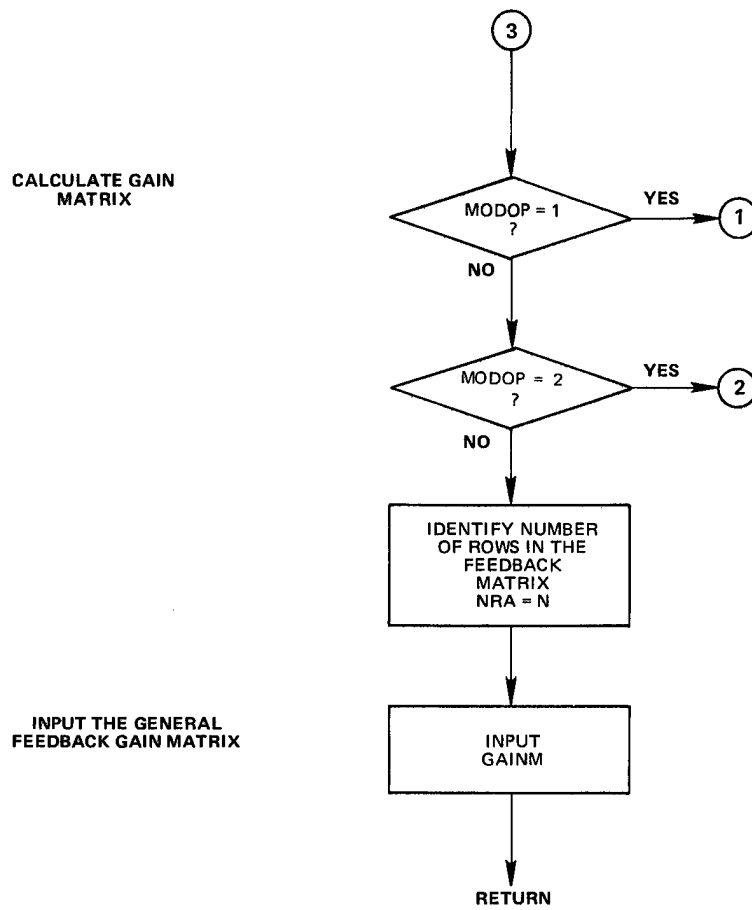 3
CALCULATE GAIN
MATRIX
MODOP = 1
?
YES
1
NO
MODOP = 2
?
YES
2
NO
IDENTIFY NUMBER
OF ROWS IN THE
FEEDBACK
MATRIX
NRA = N
INPUT THE GENERAL
FEEDBACK GAIN MATRIX
INPUT
GAINM
RETURN